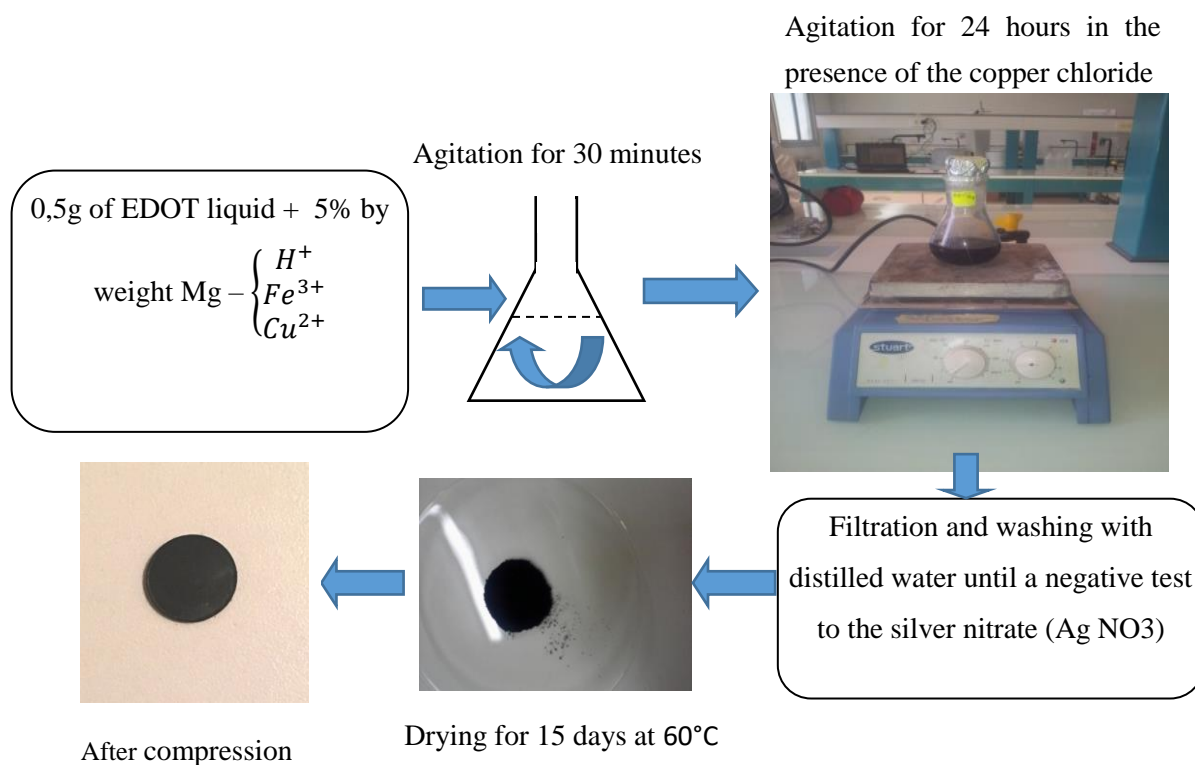 Agitation for 24 hours in the
presence of the copper chloride
Agitation for 30 minutes
0,5g of EDOT liquid + 5% by
weight Mg – { H⁺
Fe³⁺
Cu²⁺
stuart
Filtration and washing with
distilled water until a negative test
to the silver nitrate (Ag NO3)
Drying for 15 days at 60°C
After compression